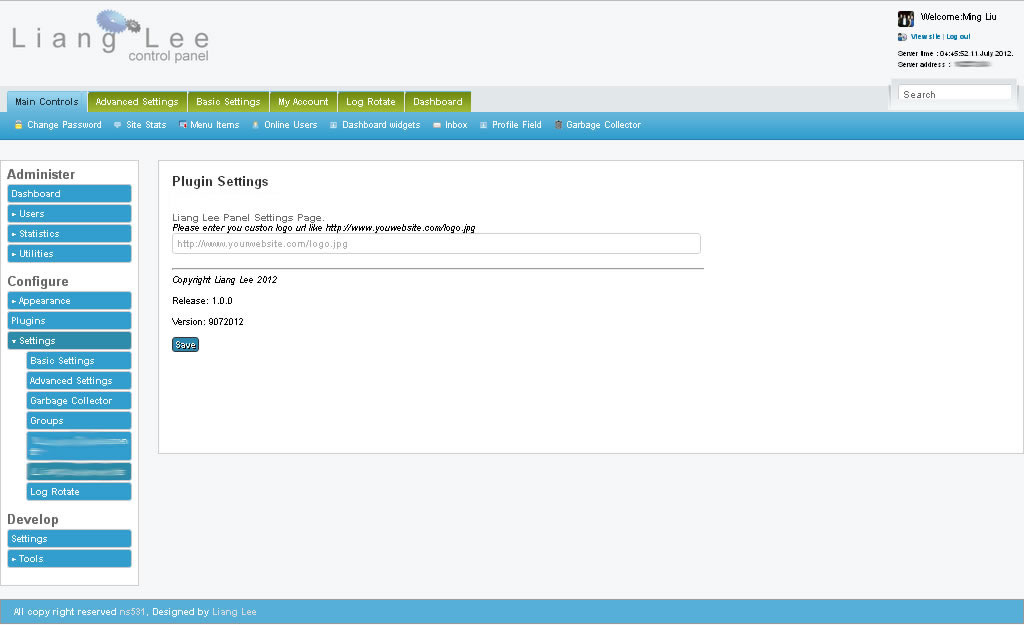 Liang Lee
control panel
Welcome:Ming Liu
View site | Log out
Server time : 04:45:52 11 July 2012.
Server address :
Search
Main Controls
Advanced Settings
Basic Settings
My Account
Log Rotate
Dashboard
Change Password
Site Stats
Menu Items
Online Users
Dashboard widgets
Inbox
Profile Field
Garbage Collector
Administer
Dashboard
▸ Users
▸ Statistics
▸ Utilities
Configure
▸ Appearance
Plugins
▾ Settings
Basic Settings
Advanced Settings
Garbage Collector
Groups
Log Rotate
Develop
Settings
▸ Tools
Plugin Settings
Liang Lee Panel Settings Page.
Please enter you custon logo url like http://www.youwebsite.com/logo.jpg
http://www.yourwebsite.com/logo.jpg
Copyright Liang Lee 2012
Release: 1.0.0
Version: 9072012
Save
All copy right reserved ns531, Designed by Liang Lee